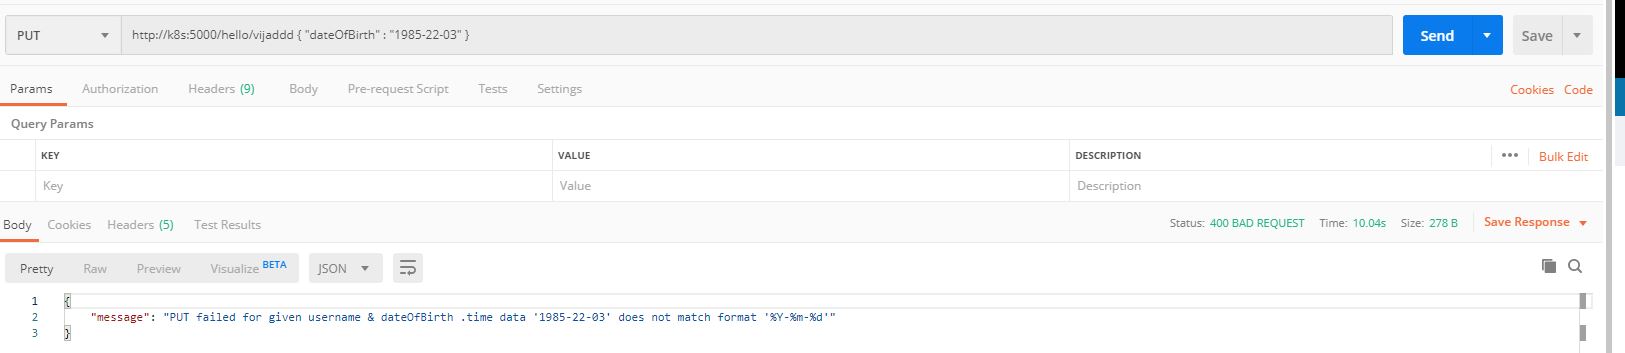 PUT http://k8s:5000/hello/vijaddd { "dateOfBirth" : "1985-22-03" } Send Save
Params Authorization Headers (9) Body Pre-request Script Tests Settings Cookies Code
Query Params
KEY VALUE DESCRIPTION ••• Bulk Edit
Key Value Description
Body Cookies Headers (5) Test Results Status: 400 BAD REQUEST Time: 10.04s Size: 278 B Save Response
Pretty Raw Preview Visualize BETA JSON
1 {
2 "message": "PUT failed for given username & dateOfBirth .time data '1985-22-03' does not match format '%Y-%m-%d'"
3 }